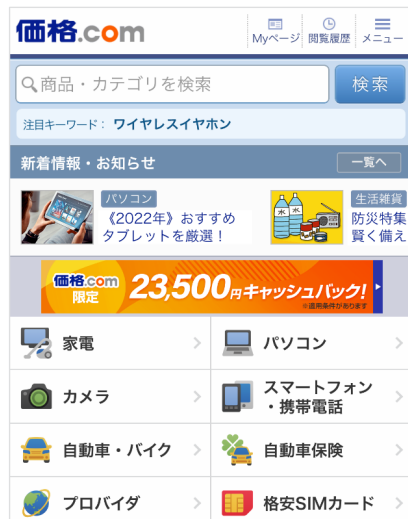 価格.com
Myページ 閲覧履歴 メニュー
商品・カテゴリを検索 検索
注目キーワード： ワイヤレスイヤホン
新着情報・お知らせ 一覧へ
パソコン
《2022年》おすすめ
タブレットを厳選！
水 水
生活雑貨
防災特集
賢く備え
価格.com
限定
23,500円キャッシュバック!
※適用条件があります
家電 パソコン
カメラ スマートフォン
・携帯電話
自動車・バイク 自動車保険
プロバイダ 格安SIMカード